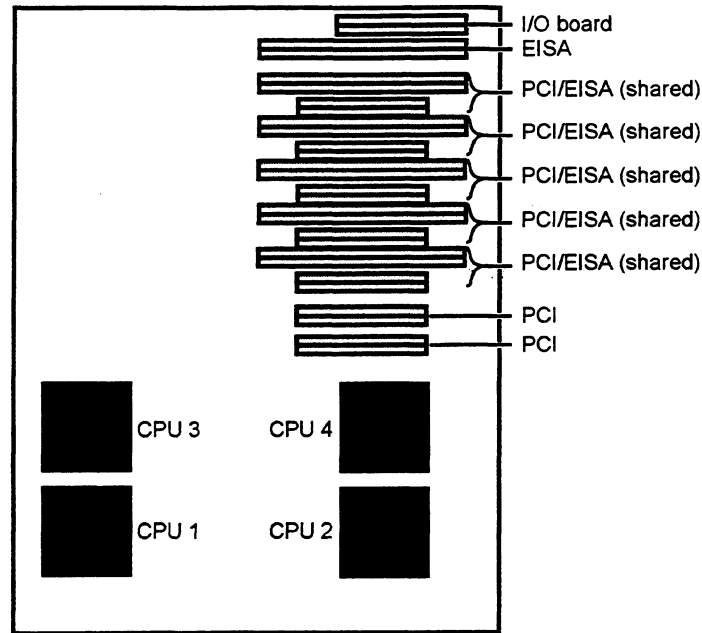 I/O board
EISA
PCI/EISA (shared)
PCI/EISA (shared)
PCI/EISA (shared)
PCI/EISA (shared)
PCI/EISA (shared)
PCI
PCI
CPU 3
CPU 4
CPU 1
CPU 2